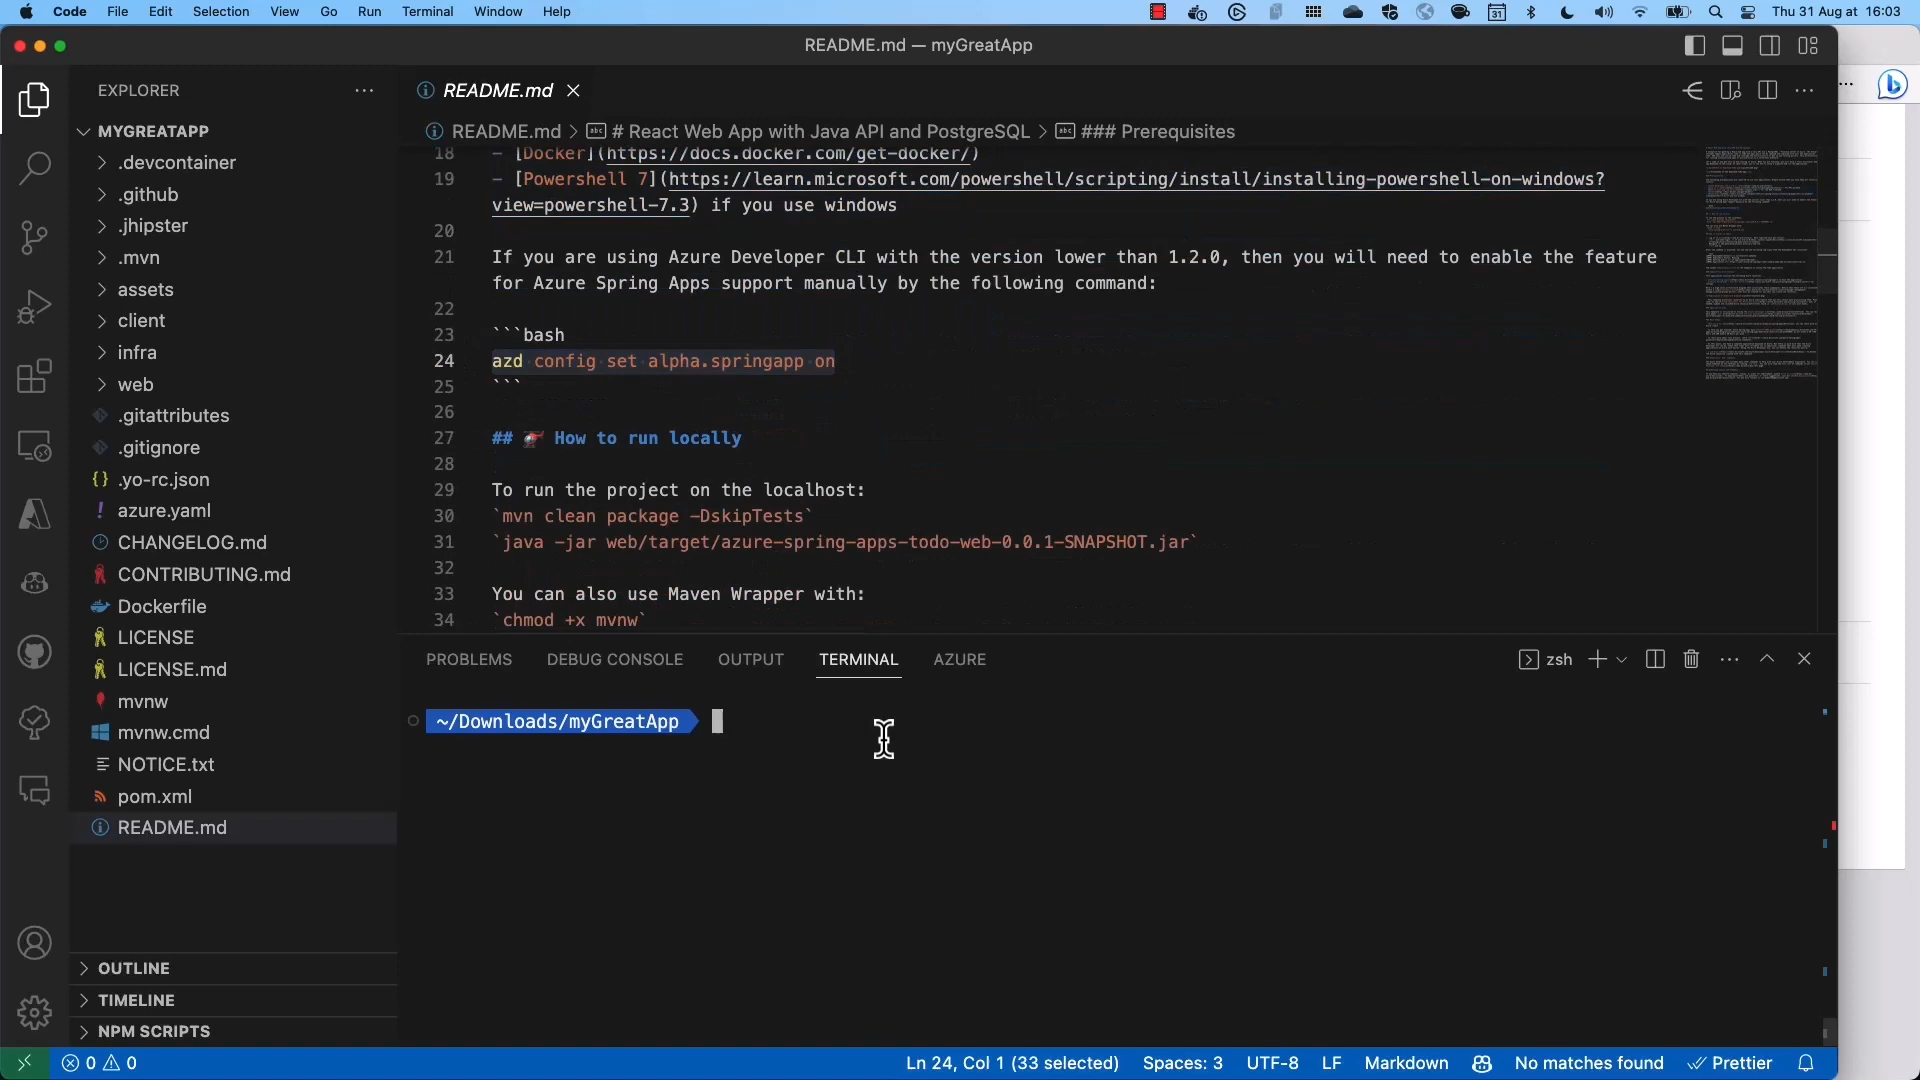 Code File Edit Selection View Go Run Terminal Window Help
31
Thu 31 Aug at 16:03
README.md — myGreatApp
EXPLORER
MYGREATAPP
.devcontainer
.github
.jhipster
.mvn
assets
client
infra
web
.gitattributes
.gitignore
.yo-rc.json
azure.yaml
CHANGELOG.md
CONTRIBUTING.md
Dockerfile
LICENSE
LICENSE.md
mvnw
mvnw.cmd
NOTICE.txt
pom.xml
README.md
OUTLINE
TIMELINE
NPM SCRIPTS
README.md
README.md > # React Web App with Java API and PostgreSQL > ### Prerequisites
18 - [Docker](https://docs.docker.com/get-docker/)
19 - [Powershell 7](https://learn.microsoft.com/powershell/scripting/install/installing-powershell-on-windows?
view=powershell-7.3) if you use windows
20
21 If you are using Azure Developer CLI with the version lower than 1.2.0, then you will need to enable the feature
for Azure Spring Apps support manually by the following command:
22
23 ```bash
24 azd config set alpha.springapp on
25 ```
26
27 ## 🚁 How to run locally
28
29 To run the project on the localhost:
30 `mvn clean package -DskipTests`
31 `java -jar web/target/azure-spring-apps-todo-web-0.0.1-SNAPSHOT.jar`
32
33 You can also use Maven Wrapper with:
34 `chmod +x mvnw`
PROBLEMS DEBUG CONSOLE OUTPUT TERMINAL AZURE
zsh
~/Downloads/myGreatApp
0 0
Ln 24, Col 1 (33 selected) Spaces: 3 UTF-8 LF Markdown No matches found Prettier